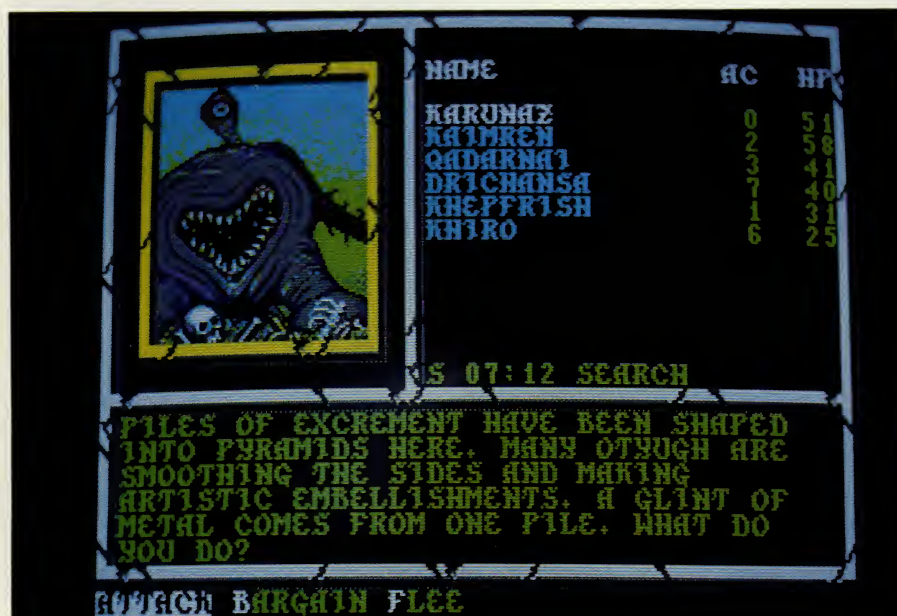 NAME AC HP
KARUNAZ 0 51
KAIMREN 2 58
QADARNAI 3 41
DRICHANSA 7 40
KHEPFRISH 1 31
KHIRO 6 25
S 07:12 SEARCH
PILES OF EXCREMENT HAVE BEEN SHAPED
INTO PYRAMIDS HERE. MANY OTYUGH ARE
SMOOTHING THE SIDES AND MAKING
ARTISTIC EMBELLISHMENTS. A GLINT OF
METAL COMES FROM ONE PILE. WHAT DO
YOU DO?
ATTACK BARGAIN FLEE